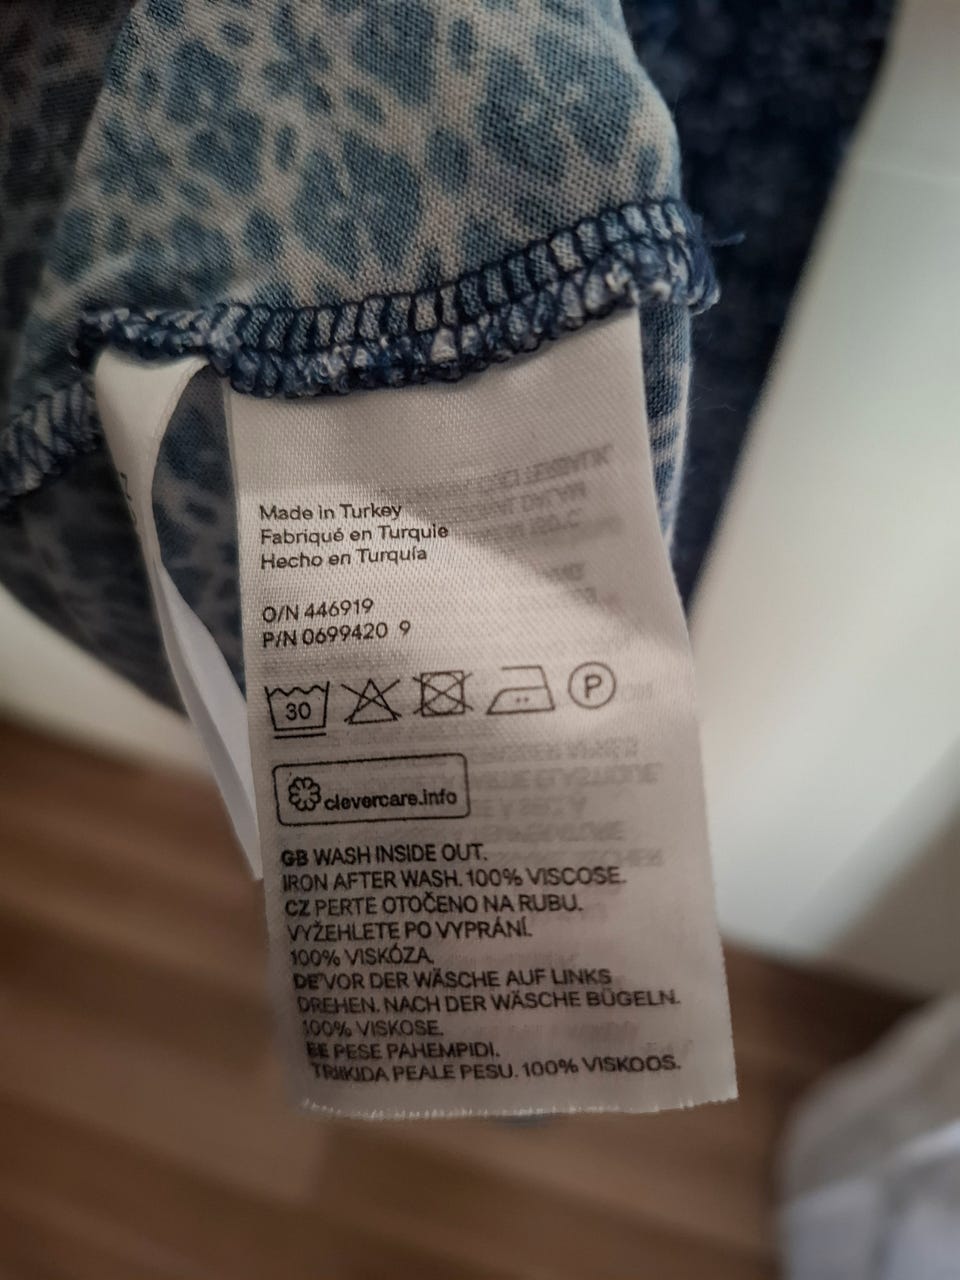 Made in Turkey
Fabriqué en Turquie
Hecho en Turquía
O/N 446919
P/N 0699420 9
30
P
clevercare.info
GB WASH INSIDE OUT.
IRON AFTER WASH. 100% VISCOSE.
CZ PERTE OTOČENO NA RUBU.
VYŽEHLETE PO VYPRÁNÍ.
100% VISKÓZA.
DE VOR DER WÄSCHE AUF LINKS
DREHEN. NACH DER WÄSCHE BÜGELN.
100% VISKOSE.
EE PESE PAHEMPIDI.
TRIIKIDA PEALE PESU. 100% VISKOOS.